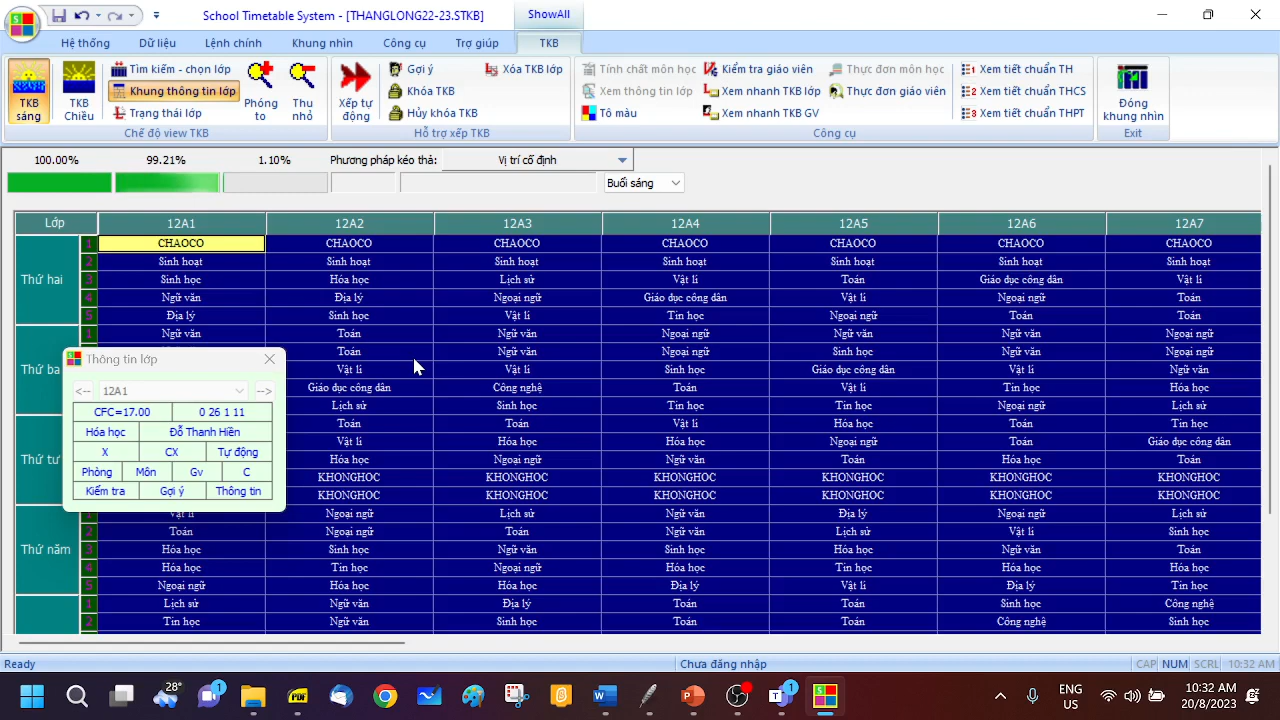 School Timetable System - [THANGLONG22-23.STKB]
ShowAll
Hệ thống Dữ liệu Lệnh chính Khung nhìn Công cụ Trợ giúp TKB
TKB sáng
TKB Chiều
Tìm kiếm - chọn lớp
Khung thông tin lớp
Trạng thái lớp
Phóng to
Thu nhỏ
Chế độ view TKB
Xếp tự động
Gợi ý
Khóa TKB
Hủy khóa TKB
Xóa TKB lớp
Hỗ trợ xếp TKB
Tính chất môn học
Xem thông tin lớp
Tô màu
Kiểm tra giáo viên
Xem nhanh TKB lớp
Xem nhanh TKB GV
Thực đơn môn học
Thực đơn giáo viên
Xem tiết chuẩn TH
Xem tiết chuẩn THCS
Xem tiết chuẩn THPT
Công cụ
Đóng khung nhìn
Exit
100.00% 99.21% 1.10% Phương pháp kéo thả: Vị trí cố định
Buổi sáng
Lớp 12A1 12A2 12A3 12A4 12A5 12A6 12A7
Thứ hai
1 CHAOCO CHAOCO CHAOCO CHAOCO CHAOCO CHAOCO CHAOCO
2 Sinh hoạt Sinh hoạt Sinh hoạt Sinh hoạt Sinh hoạt Sinh hoạt Sinh hoạt
3 Sinh học Hóa học Lịch sử Vật lí Toán Giáo dục công dân Vật lí
4 Ngữ văn Địa lý Ngoại ngữ Giáo dục công dân Vật lí Ngoại ngữ Toán
5 Địa lý Sinh học Vật lí Tin học Ngoại ngữ Toán Toán
Thứ ba
1 Ngữ văn Toán Ngữ văn Ngoại ngữ Ngữ văn Ngoại ngữ Ngoại ngữ
Toán Ngữ văn Ngoại ngữ Sinh học Ngoại ngữ Ngoại ngữ
Vật lí Vật lí Sinh học Giáo dục công dân Vật lí Ngữ văn
Giáo dục công dân Công nghệ Toán Vật lí Tin học Hóa học
Lịch sử Sinh học Tin học Toán Ngoại ngữ Lịch sử
Thứ tư
Toán Toán Vật lí Hóa học Toán Tin học
Vật lí Hóa học Hóa học Ngoại ngữ Toán Giáo dục công dân
Hóa học Ngoại ngữ Ngữ văn Toán Hóa học Toán
KHONGHOC KHONGHOC KHONGHOC KHONGHOC KHONGHOC KHONGHOC
KHONGHOC KHONGHOC KHONGHOC KHONGHOC KHONGHOC KHONGHOC
Thứ năm
1 Vật lí Ngoại ngữ Lịch sử Ngữ văn Địa lý Ngoại ngữ Lịch sử
2 Toán Ngoại ngữ Toán Ngữ văn Lịch sử Vật lí Sinh học
3 Hóa học Sinh học Ngữ văn Sinh học Hóa học Ngữ văn Toán
4 Hóa học Tin học Ngoại ngữ Hóa học Tin học Hóa học Hóa học
5 Ngoại ngữ Hóa học Hóa học Địa lý Vật lí Địa lý Tin học
1 Lịch sử Ngữ văn Địa lý Toán Toán Sinh học Công nghệ
2 Tin học Ngữ văn Toán Toán Toán Công nghệ Sinh học
Thông tin lớp
<-- 12A1 -->
CFC=17.00 0 26 1 11
Hóa học Đỗ Thanh Hiền
X CX Tự động
Phòng Môn Gv C
Kiểm tra Gợi ý Thông tin
Ready Chưa đăng nhập CAP NUM SCRL 10:32 AM
28° 1 1
ENG
US
10:32 AM
20/8/2023